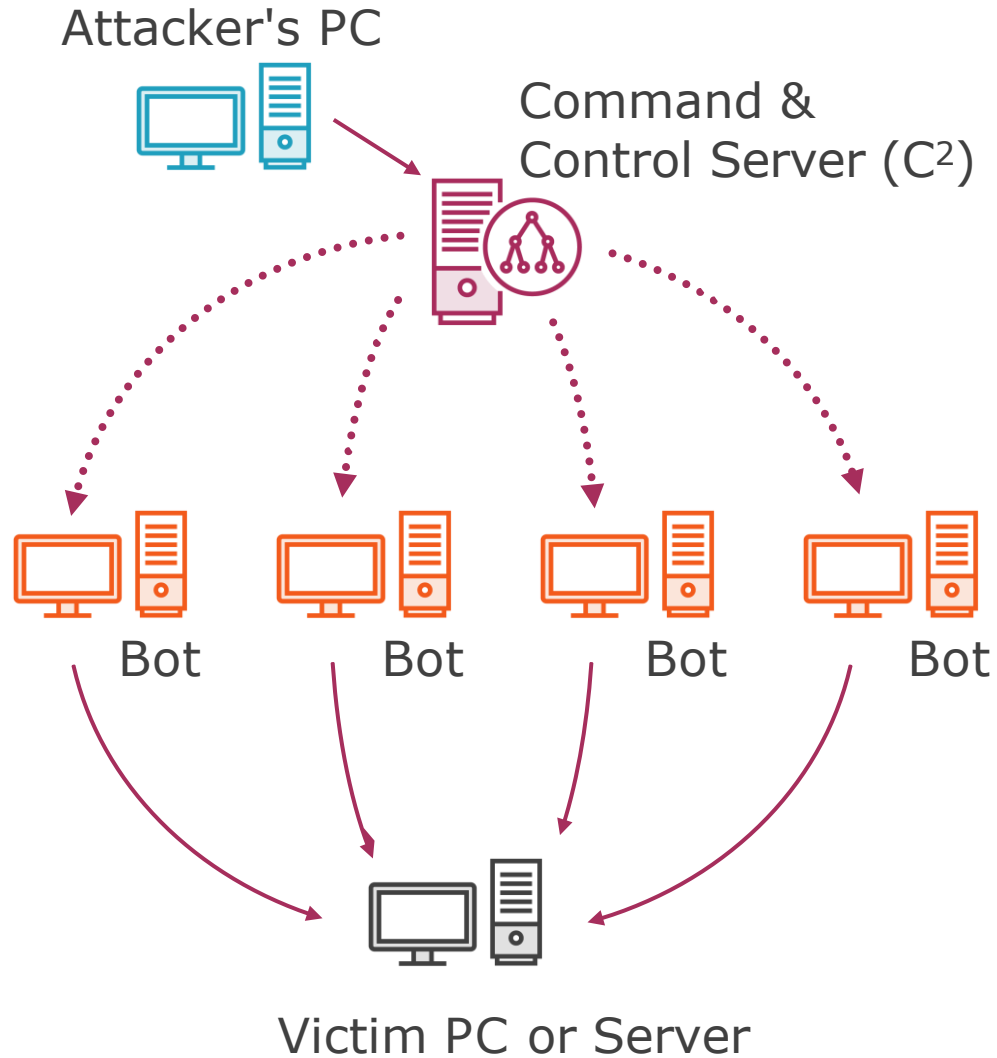 Attacker's PC
Command &
Control Server (C²)
Bot
Bot
Bot
Bot
Victim PC or Server